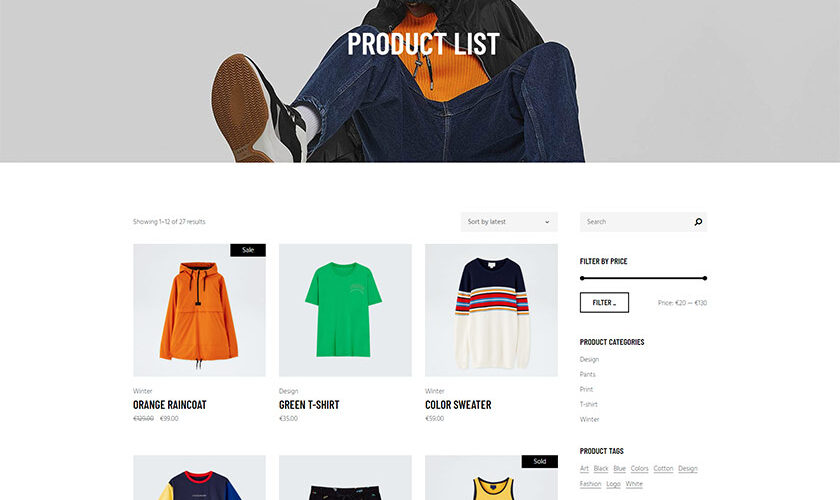 PRODUCT LIST
Showing 1–12 of 27 results
Sort by latest
Search
Sale
FILTER BY PRICE
FILTER _
Price: €20 — €130
PRODUCT CATEGORIES
Design
Pants
Print
T-shirt
Winter
Winter
ORANGE RAINCOAT
€129.00 €99.00
Design
GREEN T-SHIRT
€35.00
Winter
COLOR SWEATER
€59.00
PRODUCT TAGS
Art Black Blue Colors Cotton Design
Fashion Logo White
Sold